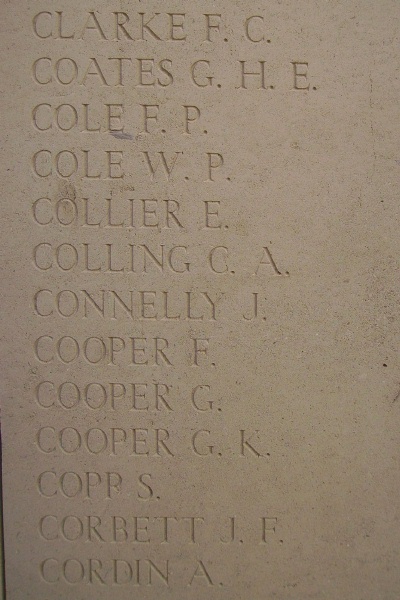 CLARKE F. C.
COATES G. H. E.
COLE F. P.
COLE W. P.
COLLIER E.
COLLING C. A.
CONNELLY J.
COOPER F.
COOPER G.
COOPER G. K.
COPP S.
CORBETT J. F.
CORDIN A.